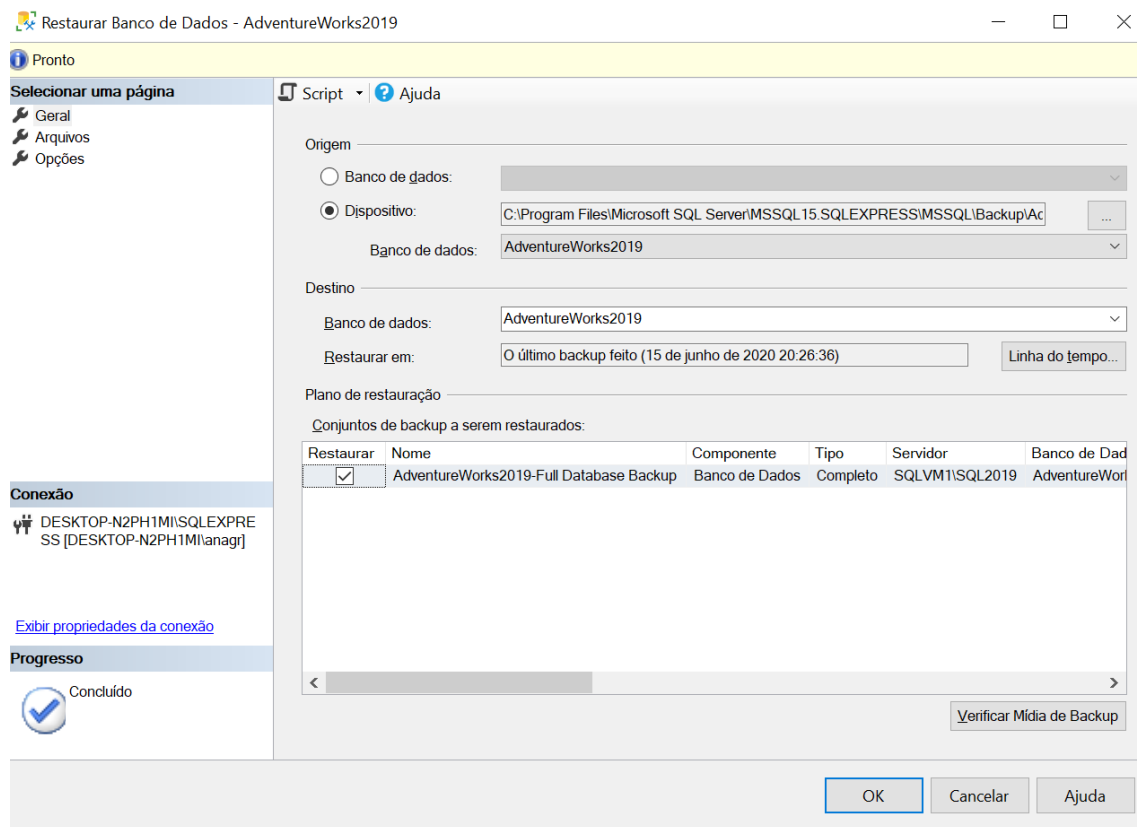 Restaurar Banco de Dados - AdventureWorks2019
Pronto
Selecionar uma página
Geral
Arquivos
Opções
Script
Ajuda
Origem
Banco de dados:
Dispositivo:
C:\Program Files\Microsoft SQL Server\MSSQL15.SQLEXPRESS\MSSQL\Backup\Ac
...
Banco de dados:
AdventureWorks2019
Destino
Banco de dados:
AdventureWorks2019
Restaurar em:
O último backup feito (15 de junho de 2020 20:26:36)
Linha do tempo...
Plano de restauração
Conjuntos de backup a serem restaurados:
Restaurar Nome Componente Tipo Servidor Banco de Dad
AdventureWorks2019-Full Database Backup Banco de Dados Completo SQLVM1\SQL2019 AdventureWorl
Conexão
DESKTOP-N2PH1MI\SQLEXPRE
SS [DESKTOP-N2PH1MI\anagr]
Exibir propriedades da conexão
Progresso
Concluído
Verificar Mídia de Backup
OK
Cancelar
Ajuda